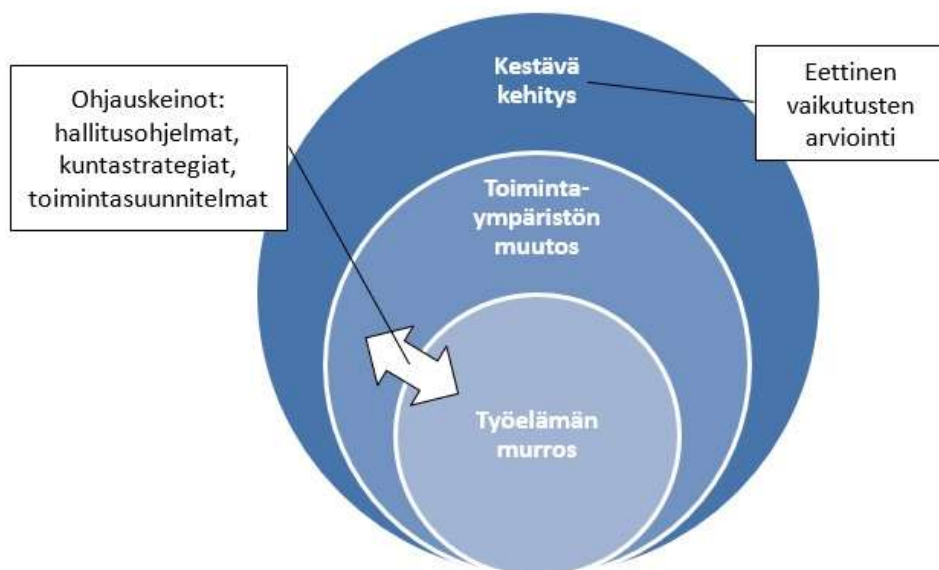 Ohjauskeinot:
hallitusohjelmat,
kuntastrategiat,
toimintasuunnitelmat
Kestävä
kehitys
Eettinen
vaikutusten
arviointi
Toiminta-
ympäristön
muutos
Työelämän
murros